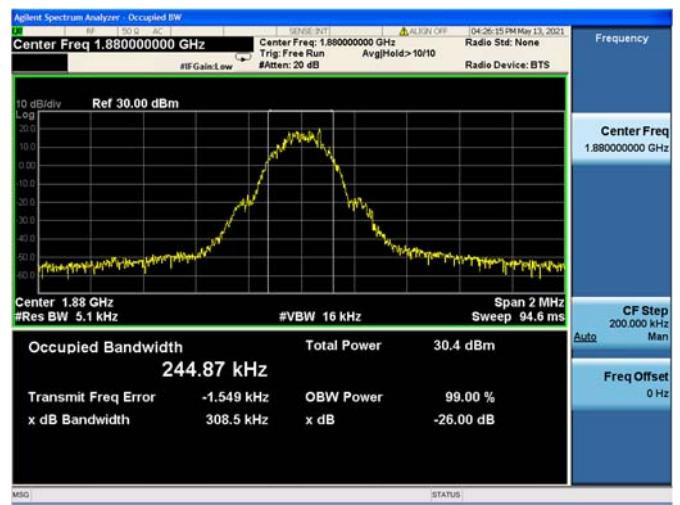 Agilent Spectrum Analyzer - Occupied BW
RF 50 Ω AC SENSE:INT ALIGN OFF 04:26:15 PM May 13, 2021
Center Freq 1.880000000 GHz Center Freq: 1.880000000 GHz Radio Std: None Frequency
Trig: Free Run Avg|Hold:> 10/10
#IFGain:Low #Atten: 20 dB Radio Device: BTS
10 dB/div Ref 30.00 dBm
Log
20.0
10.0
0.00
-10.0
-20.0
-30.0
-40.0
-50.0
-60.0
Center 1.88 GHz Span 2 MHz
#Res BW 5.1 kHz #VBW 16 kHz Sweep 94.6 ms
Occupied Bandwidth Total Power 30.4 dBm
244.87 kHz
Transmit Freq Error -1.549 kHz OBW Power 99.00 %
x dB Bandwidth 308.5 kHz x dB -26.00 dB
Center Freq
1.880000000 GHz
CF Step
200.000 kHz
Auto Man
Freq Offset
0 Hz
MSG STATUS